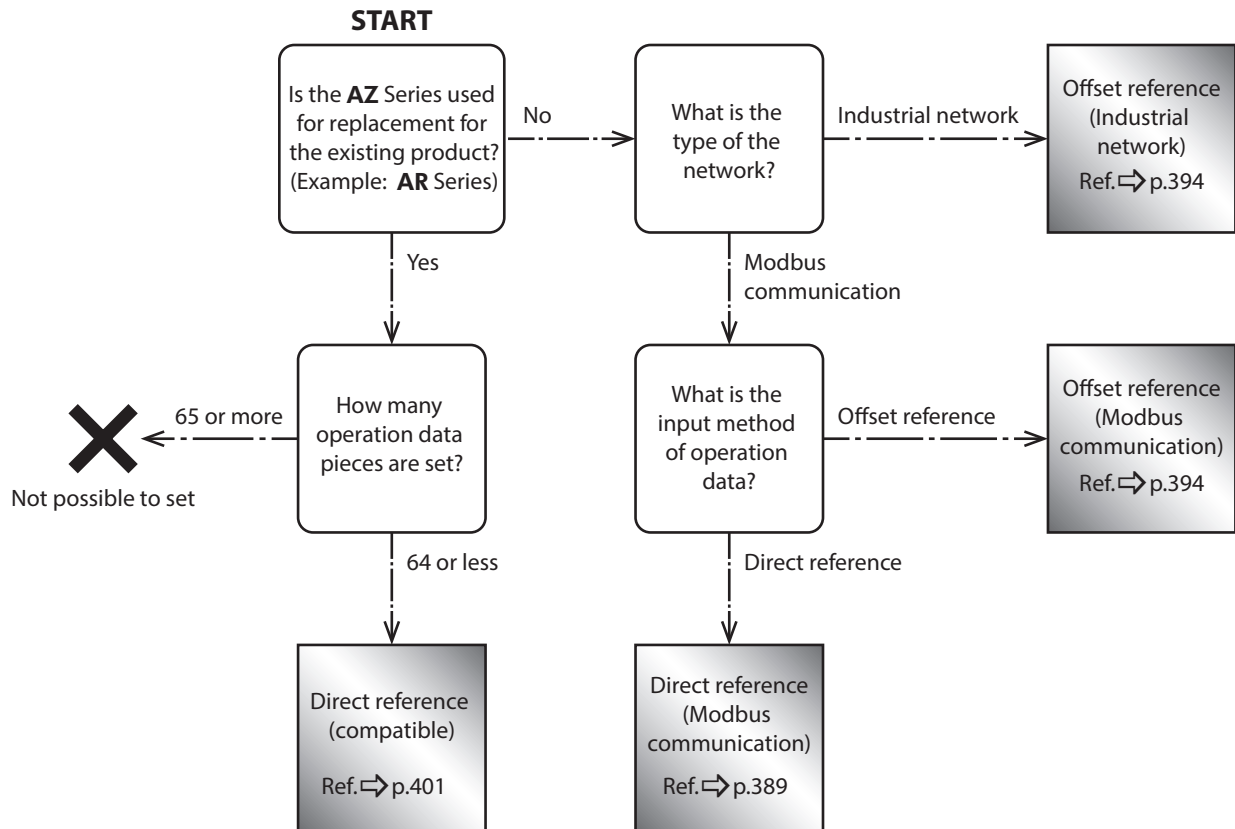 START
Is the AZ Series used
for replacement for
the existing product?
(Example: AR Series)
No
What is the
type of the
network?
Industrial network
Offset reference
(Industrial
network)
Ref. ⇨ p.394
Yes
Modbus
communication
65 or more
Not possible to set
How many
operation data
pieces are set?
What is the
input method
of operation
data?
Offset reference
Offset reference
(Modbus
communication)
Ref. ⇨ p.394
64 or less
Direct reference
Direct reference
(compatible)
Ref. ⇨ p.401
Direct reference
(Modbus
communication)
Ref. ⇨ p.389